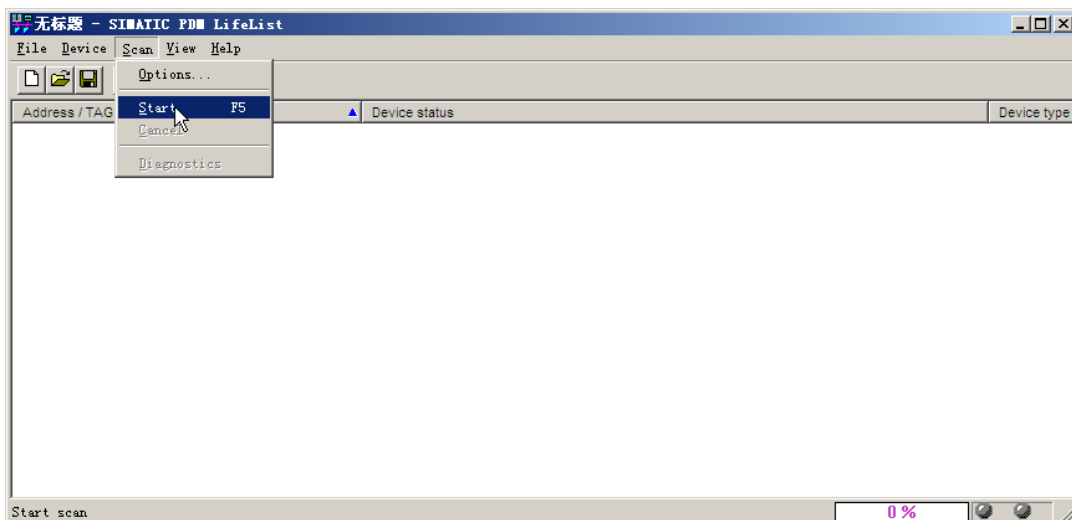 无标题 - SIMATIC PDM LifeList
File Device Scan View Help
Options...
Address / TAG
Start F5
Device status
Device type
Cancel
Diagnostics
Start scan
0 %